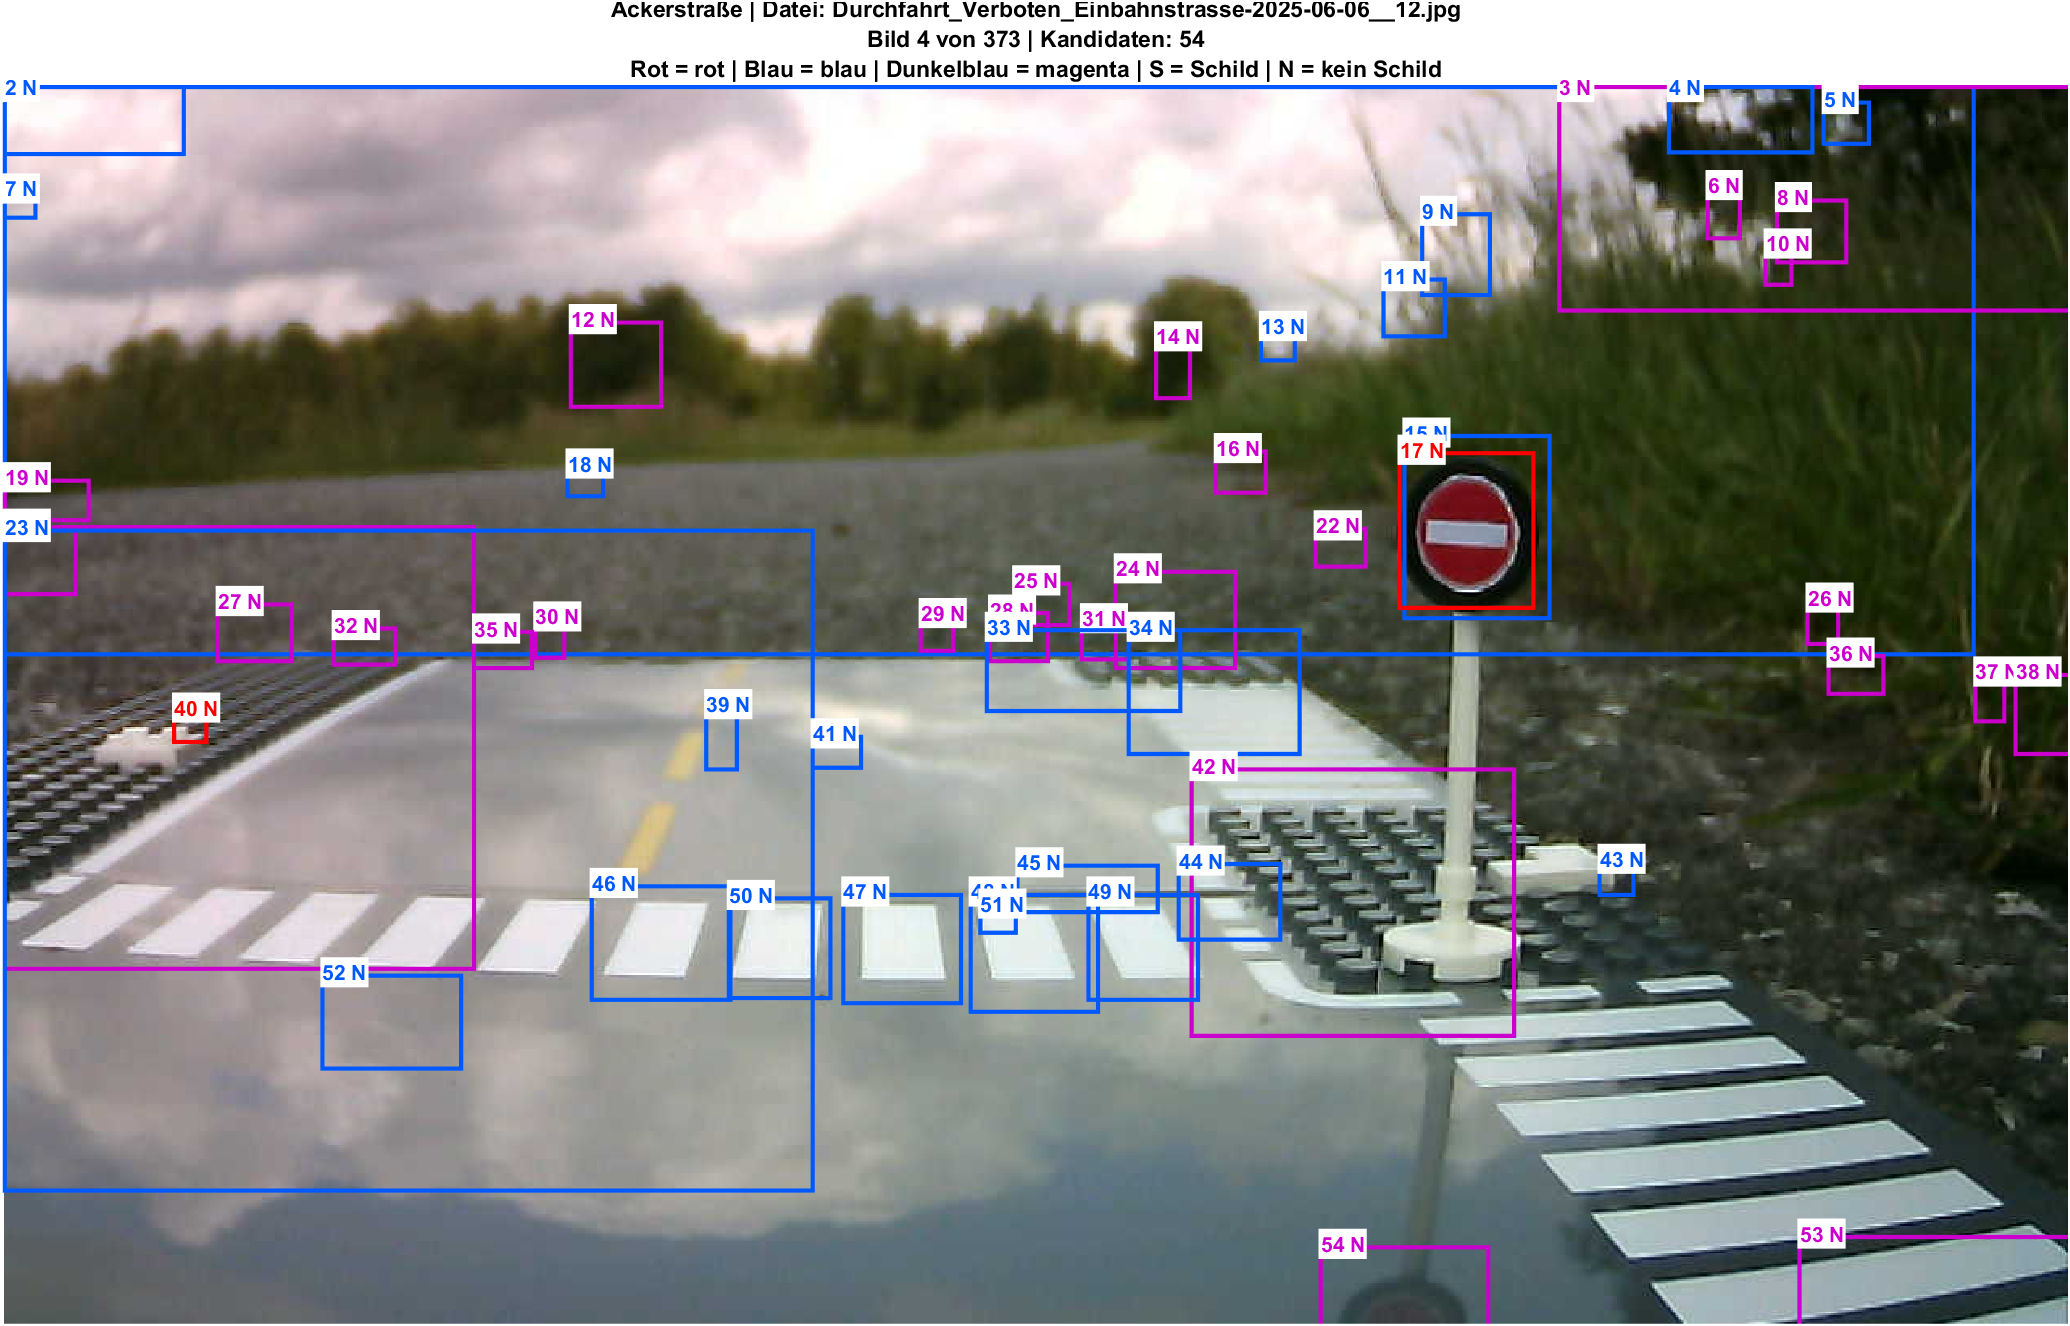 Ackerstraße | Datei: Durchfahrt_Verboten_Einbahnstrasse-2025-06-06__12.jpg
Bild 4 von 373 | Kandidaten: 54
Rot = rot | Blau = blau | Dunkelblau = magenta | S = Schild | N = kein Schild
2 N
3 N
4 N
5 N
6 N
7 N
8 N
9 N
10 N
11 N
12 N
13 N
14 N
15 N
16 N
17 N
18 N
19 N
22 N
23 N
24 N
25 N
26 N
27 N
28 N
29 N
30 N
31 N
32 N
33 N
34 N
35 N
36 N
37 N
38 N
39 N
40 N
41 N
42 N
43 N
44 N
45 N
46 N
47 N
49 N
50 N
51 N
52 N
53 N
54 N